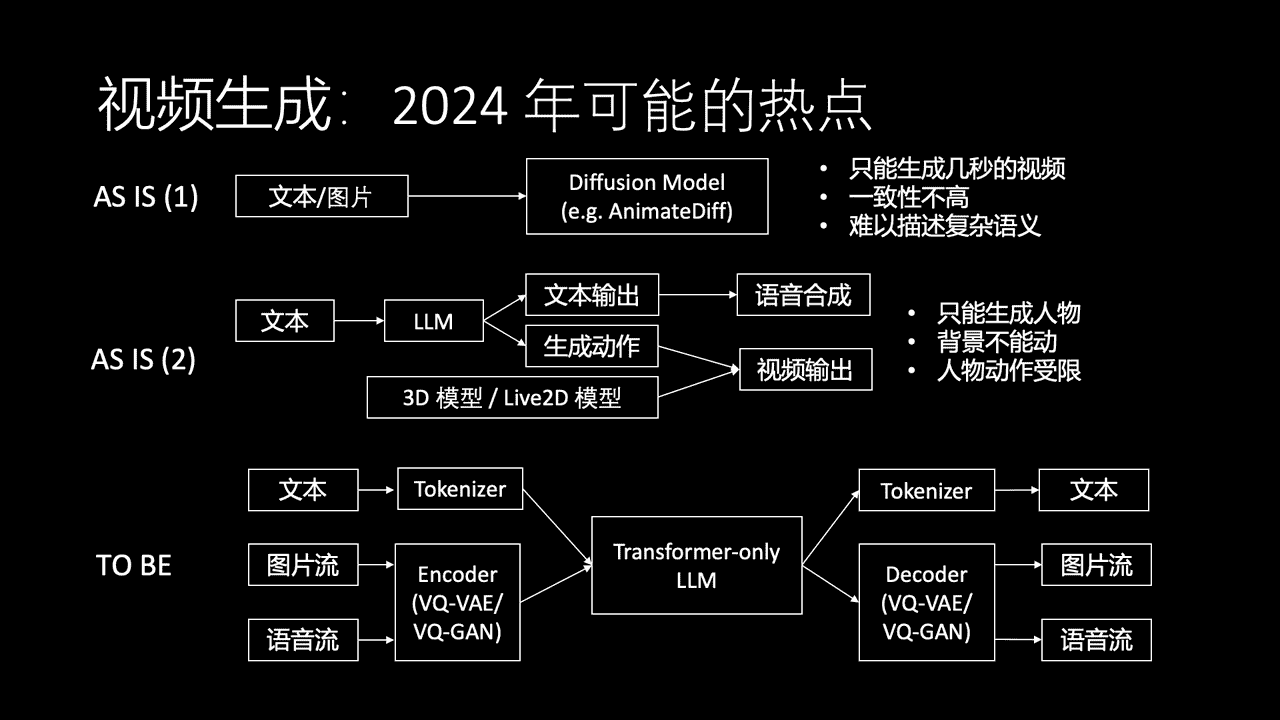 视频生成： 2024 年可能的热点
AS IS (1)
文本/图片
Diffusion Model
(e.g. AnimateDiff)
• 只能生成几秒的视频
• 一致性不高
• 难以描述复杂语义
AS IS (2)
文本
LLM
文本输出
语音合成
生成动作
视频输出
3D 模型 / Live2D 模型
• 只能生成人物
• 背景不能动
• 人物动作受限
TO BE
文本
Tokenizer
图片流
语音流
Encoder
(VQ-VAE/
VQ-GAN)
Transformer-only
LLM
Tokenizer
文本
Decoder
(VQ-VAE/
VQ-GAN)
图片流
语音流